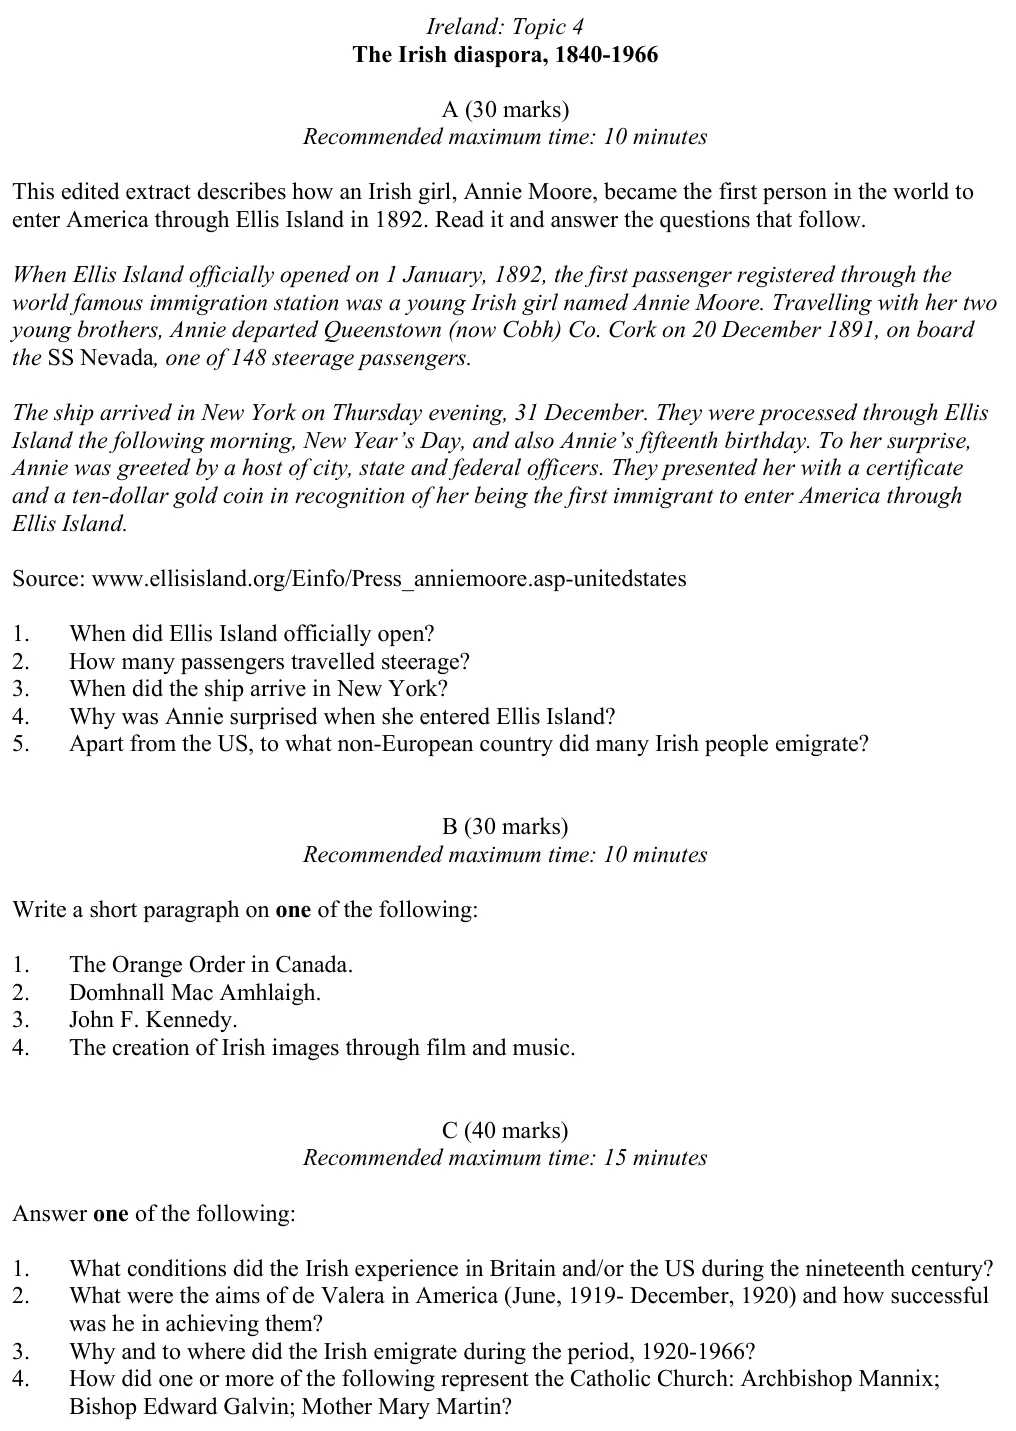 Ireland: Topic 4
The Irish diaspora, 1840-1966
A (30 marks)
Recommended maximum time: 10 minutes
This edited extract describes how an Irish girl, Annie Moore, became the first person in the world to
enter America through Ellis Island in 1892. Read it and answer the questions that follow.
When Ellis Island officially opened on 1 January, 1892, the first passenger registered through the
world famous immigration station was a young Irish girl named Annie Moore. Travelling with her two
young brothers, Annie departed Queenstown (now Cobh) Co. Cork on 20 December 1891, on board
the SS Nevada, one of 148 steerage passengers.
The ship arrived in New York on Thursday evening, 31 December. They were processed through Ellis
Island the following morning, New Year's Day, and also Annie's fifteenth birthday. To her surprise,
Annie was greeted by a host of city, state and federal officers. They presented her with a certificate
and a ten-dollar gold coin in recognition of her being the first immigrant to enter America through
Ellis Island.
Source: www.ellisisland.org/Einfo/Press_anniemoore.asp-unitedstates
1. When did Ellis Island officially open?
2. How many passengers travelled steerage?
3. When did the ship arrive in New York?
4. Why was Annie surprised when she entered Ellis Island?
5. Apart from the US, to what non-European country did many Irish people emigrate?
B (30 marks)
Recommended maximum time: 10 minutes
Write a short paragraph on one of the following:
1. The Orange Order in Canada.
2. Domhnall Mac Amhlaigh.
3. John F. Kennedy.
4. The creation of Irish images through film and music.
C (40 marks)
Recommended maximum time: 15 minutes
Answer one of the following:
1. What conditions did the Irish experience in Britain and/or the US during the nineteenth century?
2. What were the aims of de Valera in America (June, 1919- December, 1920) and how successful
was he in achieving them?
3. Why and to where did the Irish emigrate during the period, 1920-1966?
4. How did one or more of the following represent the Catholic Church: Archbishop Mannix;
Bishop Edward Galvin; Mother Mary Martin?